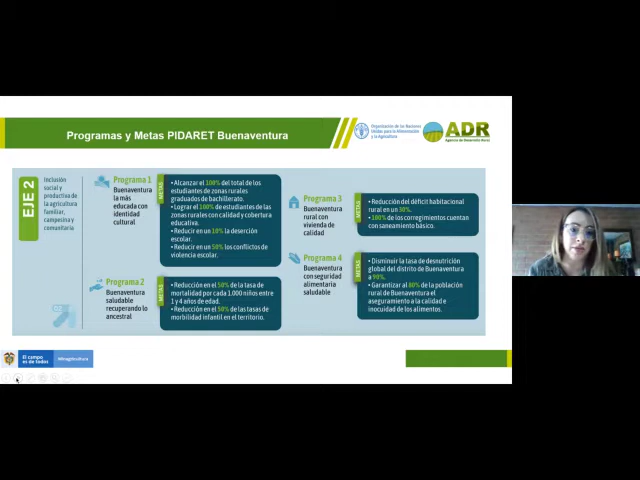 Programas y Metas PIDARET Buenaventura
Organización de las Naciones
Unidas para la Alimentación
y la Agricultura
ADR
Agencia de Desarrollo Rural
EJE 2
Inclusión
social y
productiva de
la agricultura
familiar,
campesina y
comunitaria
Programa 1
Buenaventura
la más
educada con
identidad
cultural
METAS
• Alcanzar el 100% del total de los
estudiantes de zonas rurales
graduados de bachillerato.
• Lograr el 100% de estudiantes de las
zonas rurales con calidad y cobertura
educativa.
• Reducir en un 10% la deserción
escolar.
• Reducir en un 50% los conflictos de
violencia escolar.
Programa 2
Buenaventura
saludable
recuperando lo
ancestral
METAS
• Reducción en el 50% de la tasa de
mortalidad por cada 1.000 niños entre
1 y 4 años de edad.
• Reducción en el 50% de las tasas de
morbilidad infantil en el territorio.
Programa 3
Buenaventura
rural con
vivienda de
calidad
METAS
• Reducción del déficit habitacional
rural en un 30%.
• 100% de los corregimientos cuentan
con saneamiento básico.
Programa 4
Buenaventura
con seguridad
alimentaria
saludable
METAS
• Disminuir la tasa de desnutrición
global del distrito de Buenaventura
a 90%.
• Garantizar al 80% de la población
rural de Buenaventura el
aseguramiento a la calidad e
inocuidad de los alimentos.
El campo
es de todos
Minagricultura